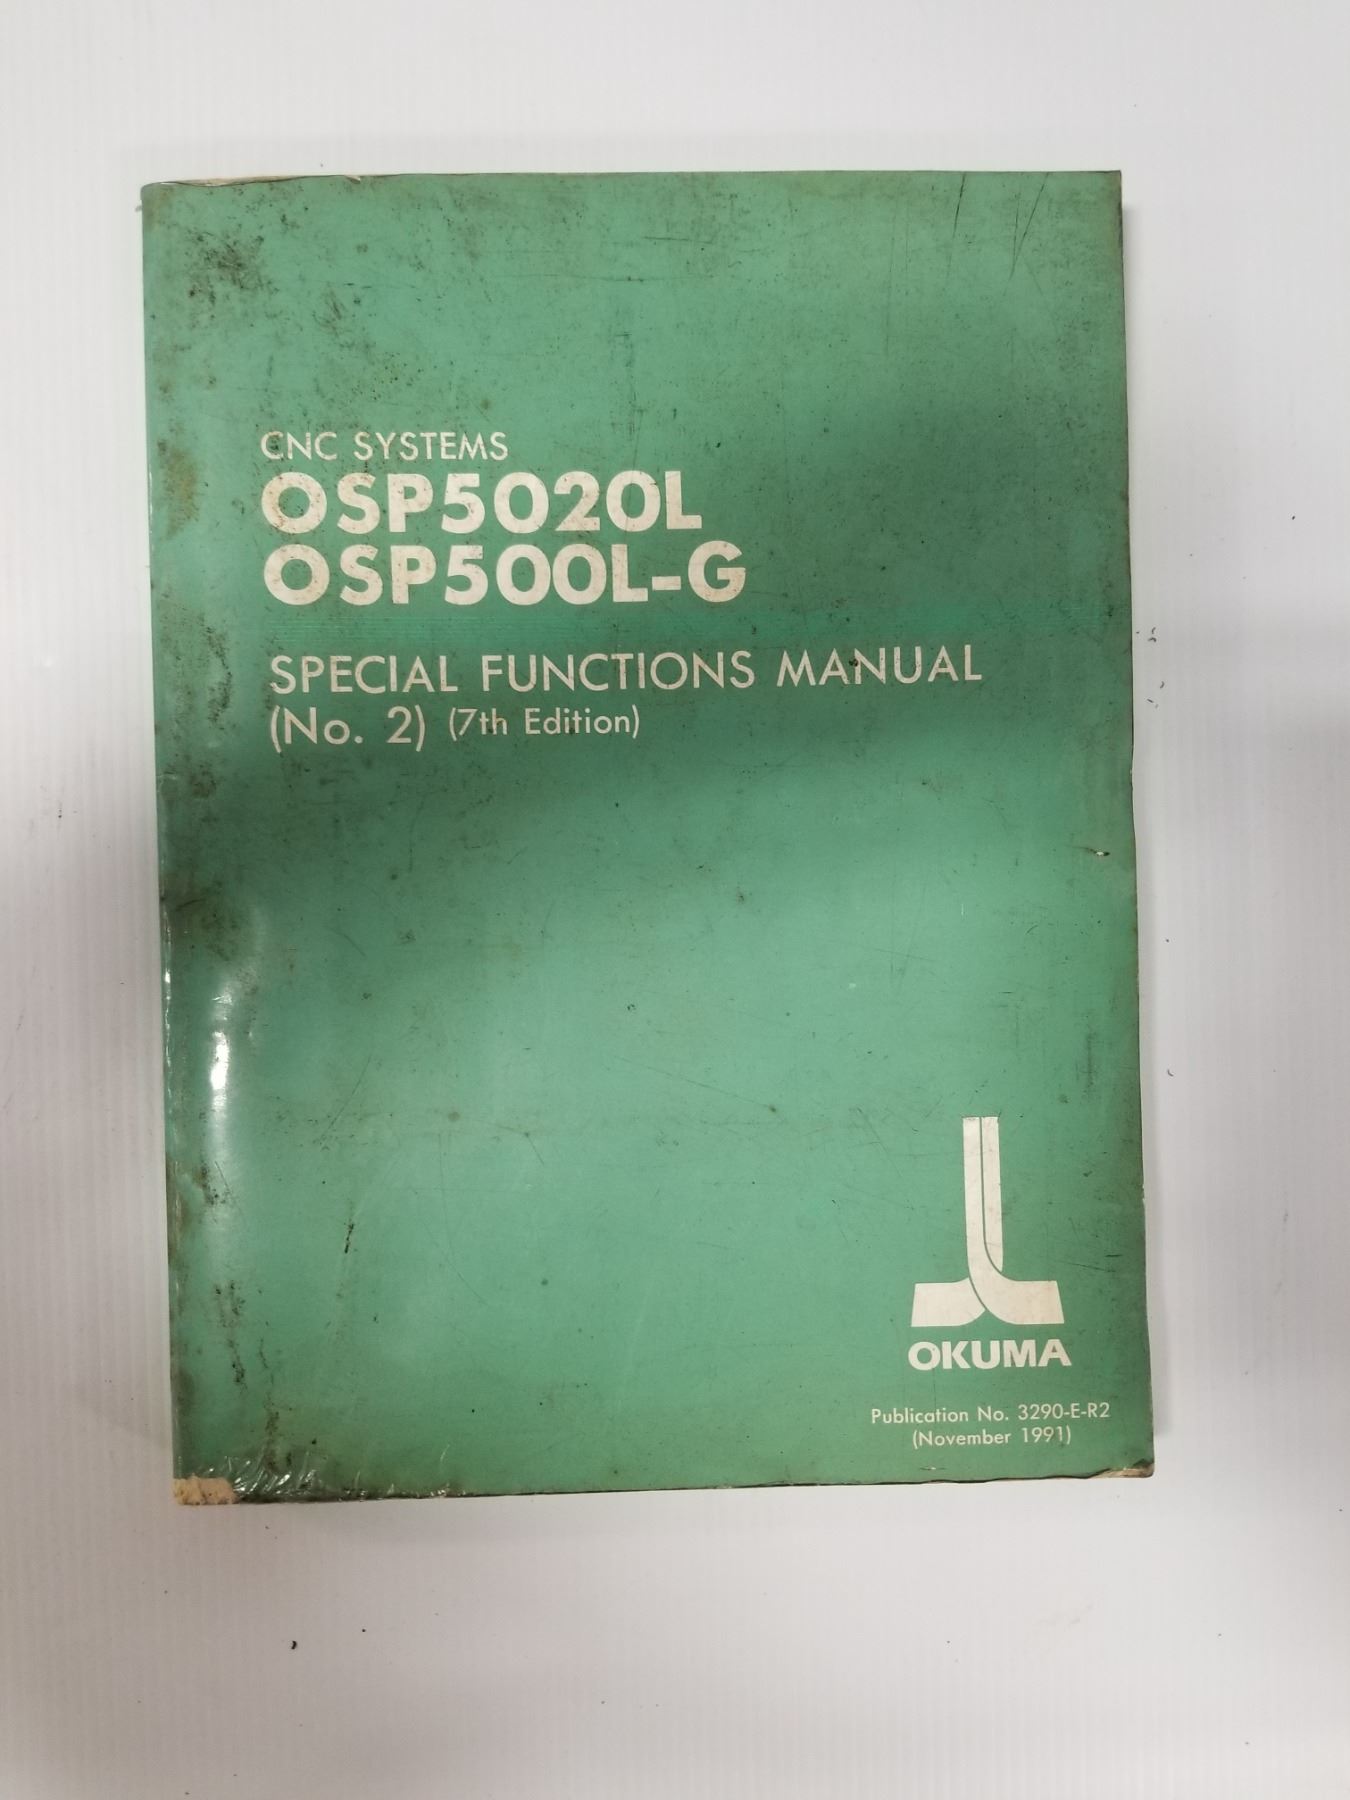 CNC SYSTEMS
OSP5020L
OSP500L-G
SPECIAL FUNCTIONS MANUAL
(No. 2) (7th Edition)
OKUMA
Publication No. 3290-E-R2
(November 1991)